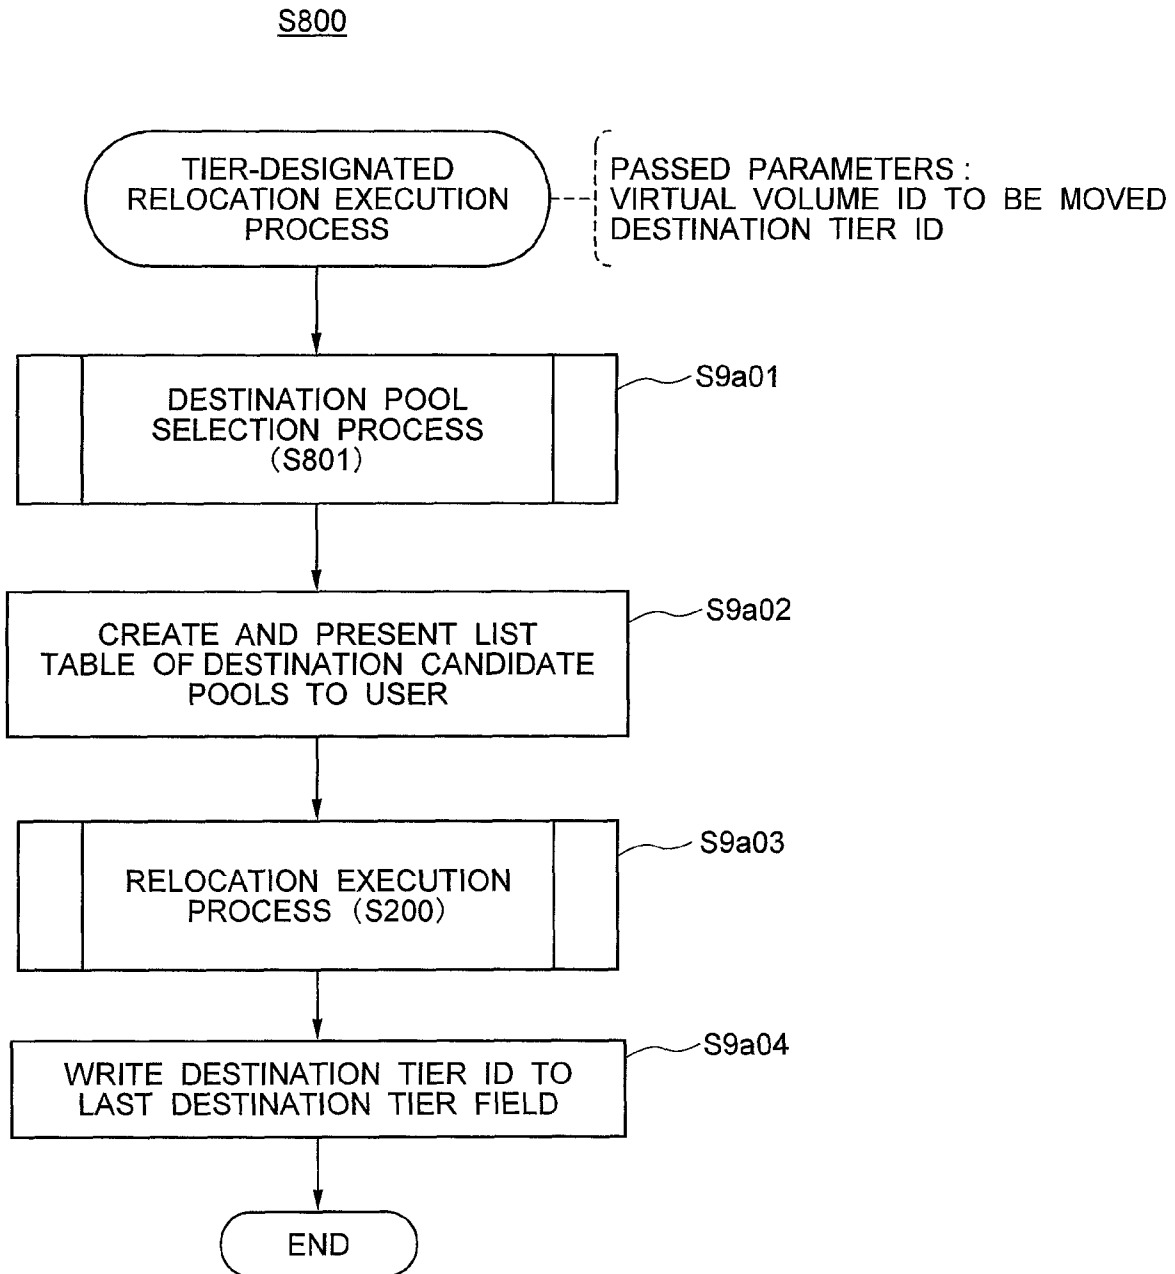 S800
TIER-DESIGNATED
RELOCATION EXECUTION
PROCESS
PASSED PARAMETERS :
VIRTUAL VOLUME ID TO BE MOVED
DESTINATION TIER ID
DESTINATION POOL
SELECTION PROCESS
(S801)
S9a01
CREATE AND PRESENT LIST
TABLE OF DESTINATION CANDIDATE
POOLS TO USER
S9a02
RELOCATION EXECUTION
PROCESS (S200)
S9a03
WRITE DESTINATION TIER ID TO
LAST DESTINATION TIER FIELD
S9a04
END